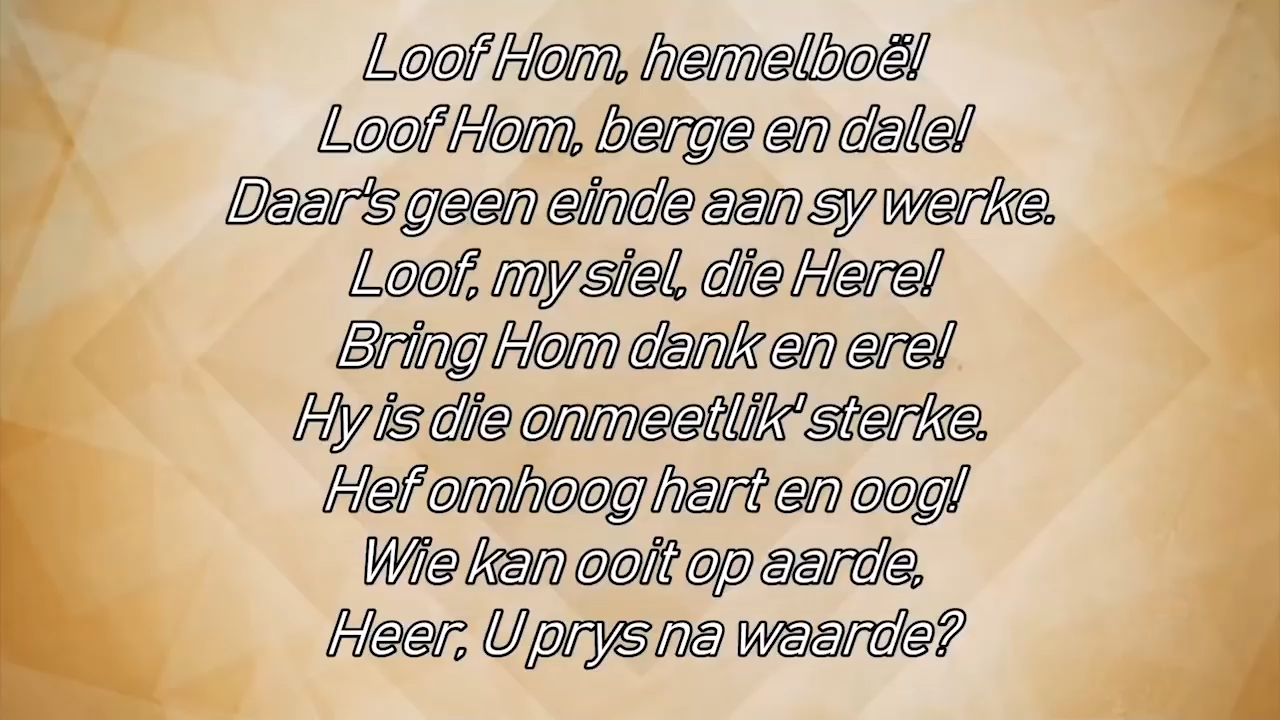 Loof Hom, hemelboë!
Loof Hom, berge en dale!
Daar's geen einde aan sy werke.
Loof, my siel, die Here!
Bring Hom dank en ere!
Hy is die onmeetlik' sterke.
Hef omhoog hart en oog!
Wie kan ooit op aarde,
Heer, U prys na waarde?